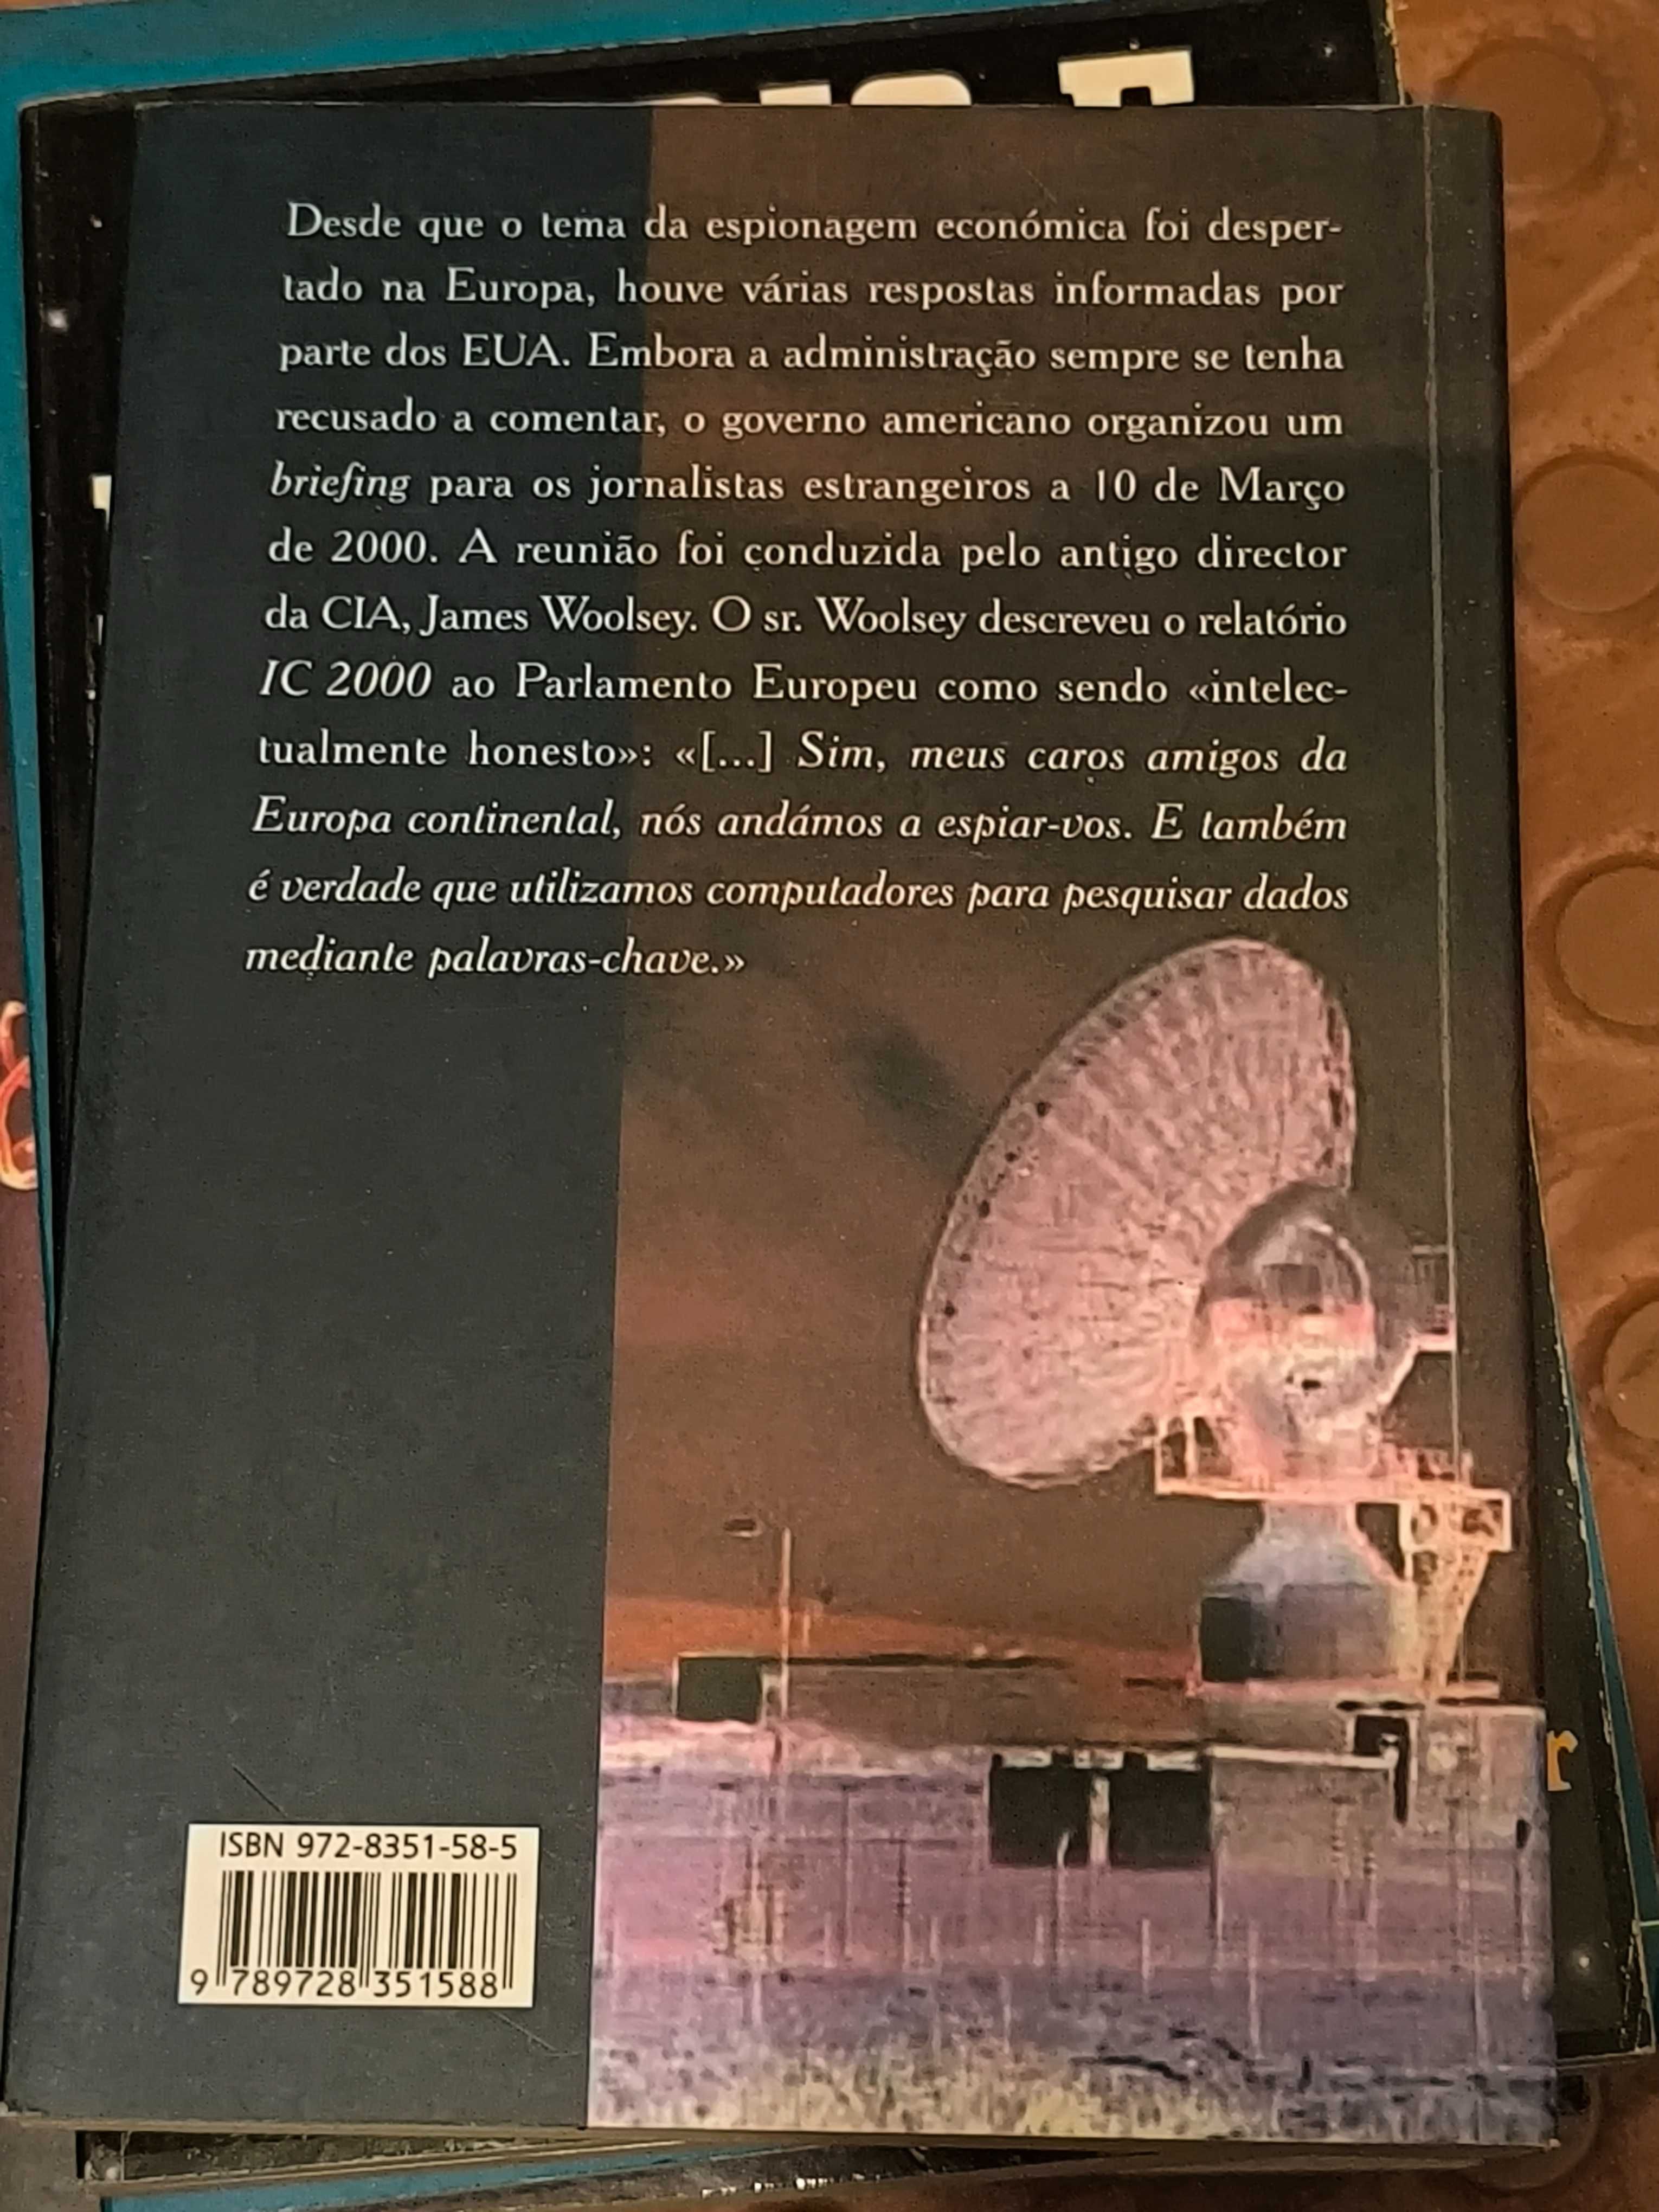 Desde que o tema da espionagem económica foi desper-
tado na Europa, houve várias respostas informadas por
parte dos EUA. Embora a administração sempre se tenha
recusado a comentar, o governo americano organizou um
briefing para os jornalistas estrangeiros a 10 de Março
de 2000. A reunião foi conduzida pelo antigo director
da CIA, James Woolsey. O sr. Woolsey descreveu o relatório
IC 2000 ao Parlamento Europeu como sendo «intelec-
tualmente honesto»: «[...] Sim, meus caros amigos da
Europa continental, nós andámos a espiar-vos. E também
é verdade que utilizamos computadores para pesquisar dados
mediante palavras-chave.»
r
ISBN 972-8351-58-5
9 789728 351588